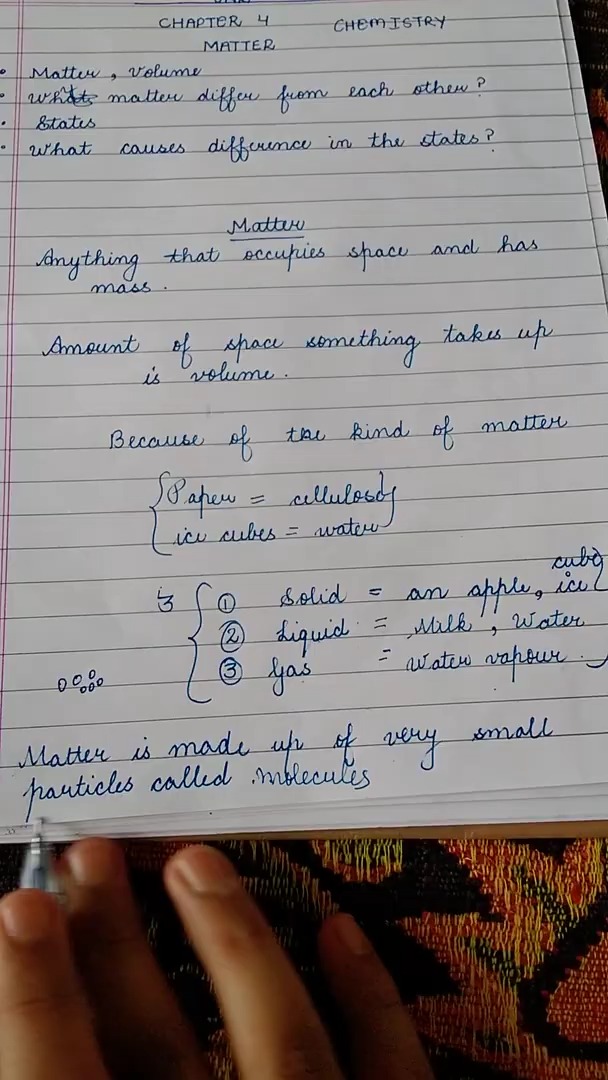 CHAPTER 4 CHEMISTRY
MATTER
• Matter, volume
• What matter differ from each other?
• States
• What causes difference in the states?
Matter
Anything that occupies space and has
mass.
Amount of space something takes up
is volume.
Because of the kind of matter
{Paper = cellulose}
ice cubes = water
3 { ① Solid = an apple, ice cube
② Liquid = Milk, Water
③ Gas = Water vapour.
Matter is made up of very small
particles called molecules